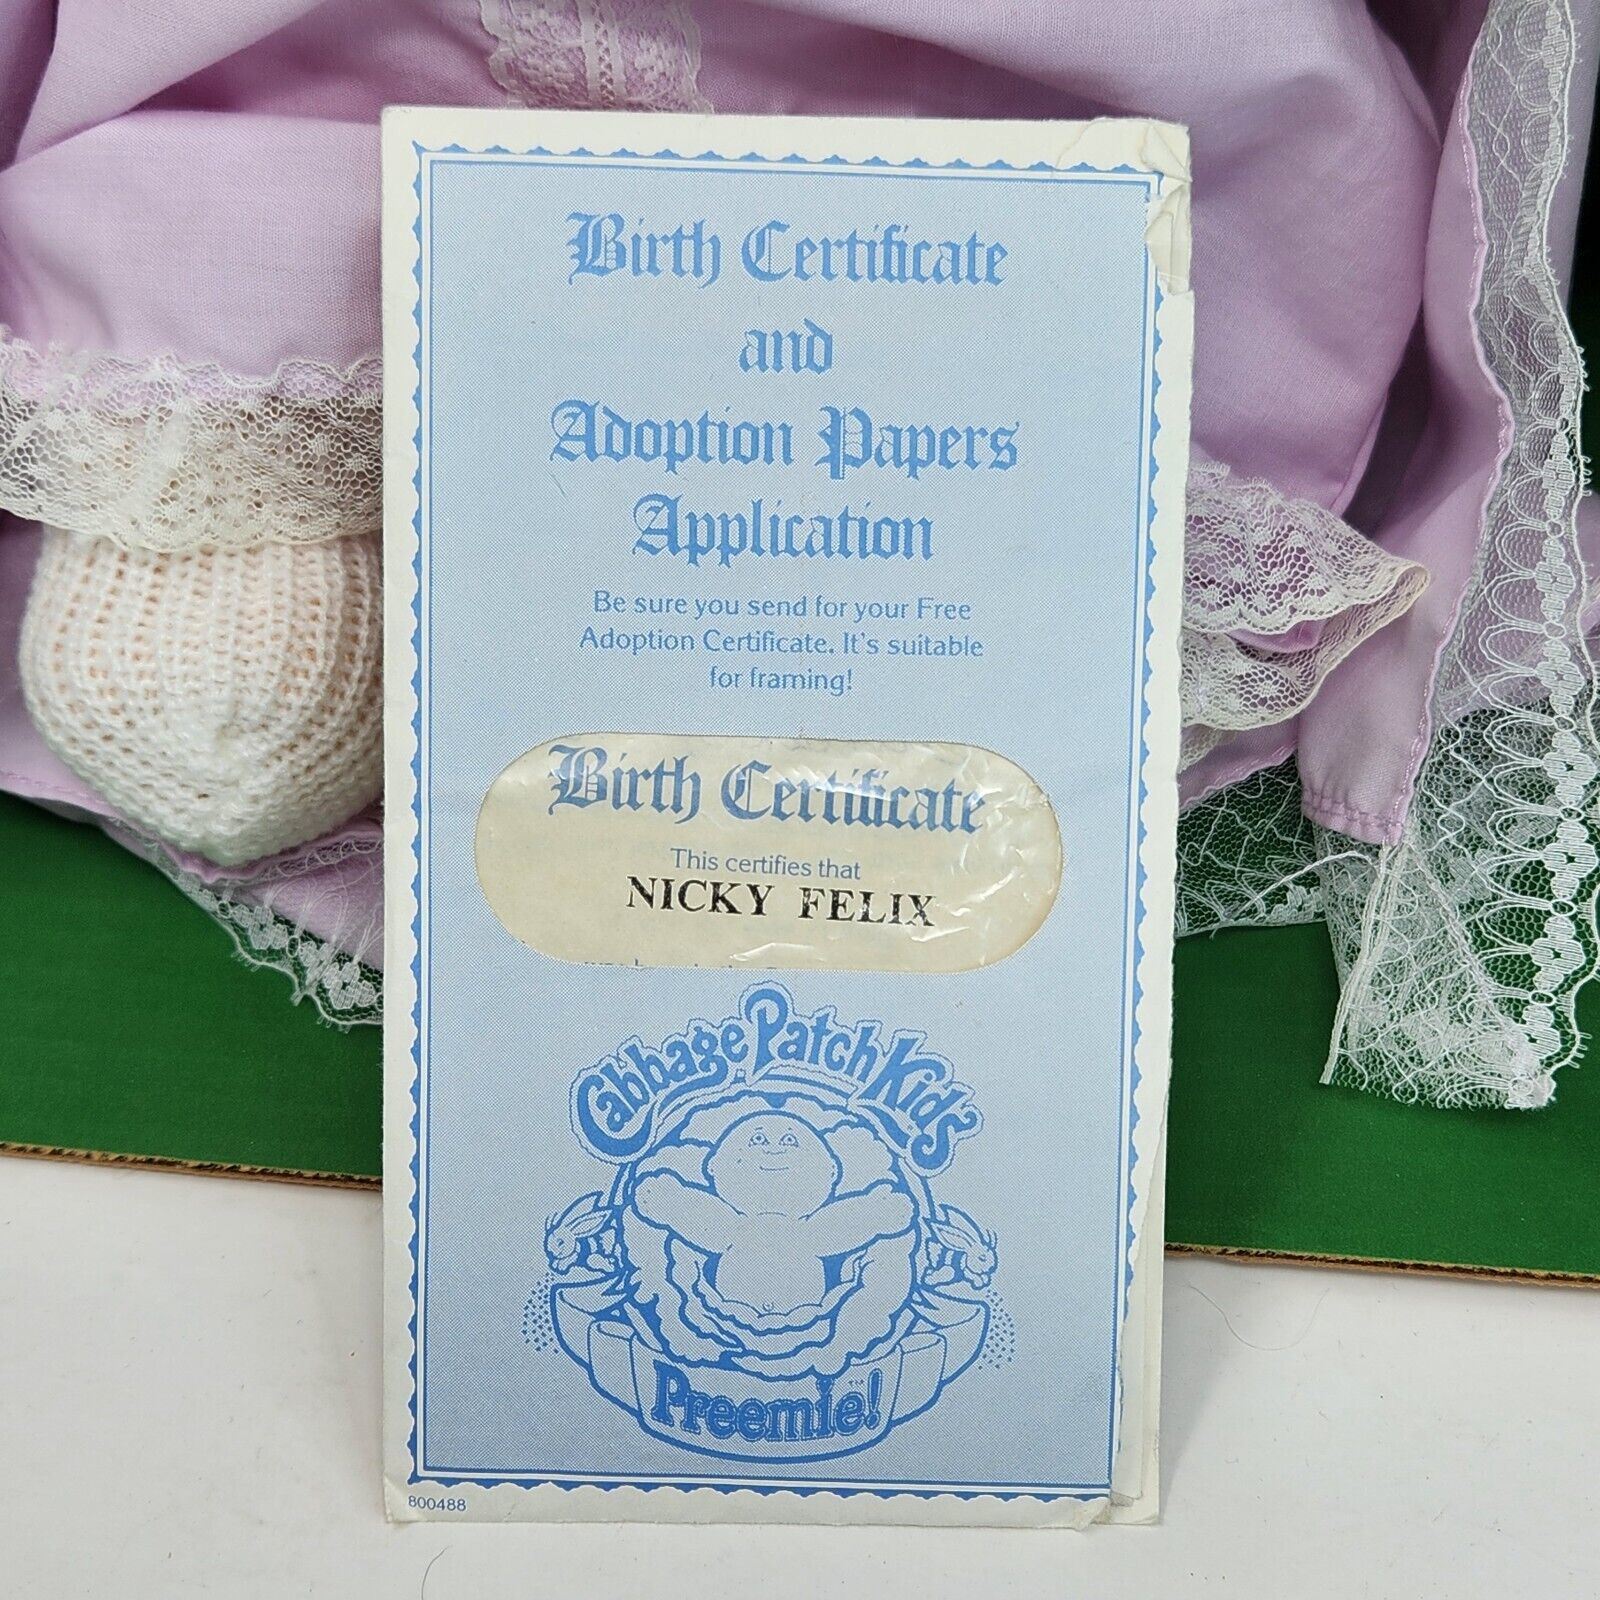 Birth Certificate
and
Adoption Papers
Application
Be sure you send for your Free
Adoption Certificate. It's suitable
for framing!
Birth Certificate
This certifies that
NICKY FELIX
Cabbage Patch Kids
Preemie!™
800488